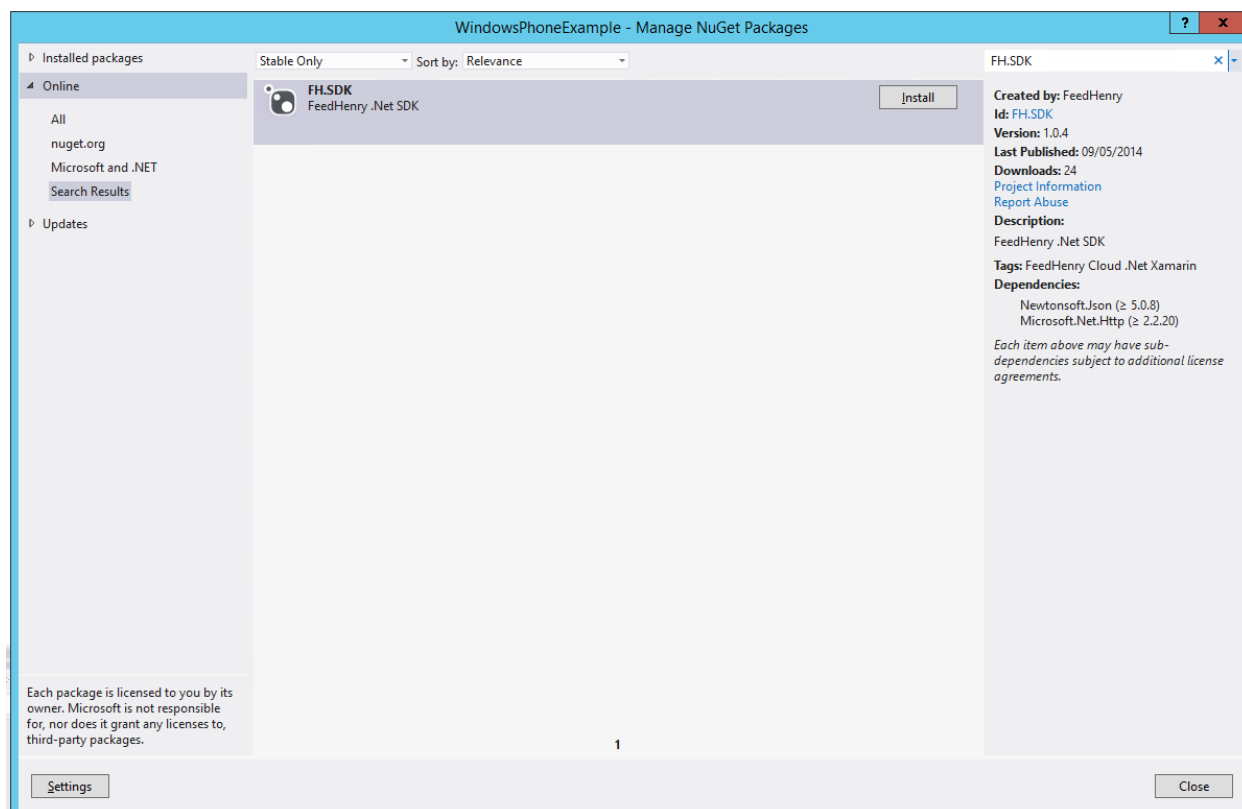 WindowsPhoneExample - Manage NuGet Packages
? x
Installed packages
Online
All
nuget.org
Microsoft and .NET
Search Results
Updates
Each package is licensed to you by its
owner. Microsoft is not responsible
for, nor does it grant any licenses to,
third-party packages.
Settings
Stable Only
Sort by: Relevance
FH.SDK
FeedHenry .Net SDK
Install
1
FH.SDK
Created by: FeedHenry
Id: FH.SDK
Version: 1.0.4
Last Published: 09/05/2014
Downloads: 24
Project Information
Report Abuse
Description:
FeedHenry .Net SDK
Tags: FeedHenry Cloud .Net Xamarin
Dependencies:
Newtonsoft.Json (≥ 5.0.8)
Microsoft.Net.Http (≥ 2.2.20)
Each item above may have sub-
dependencies subject to additional license
agreements.
Close